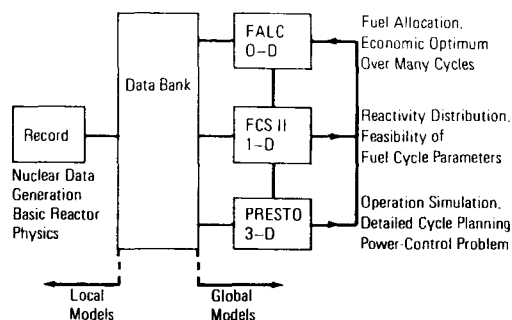 Record
Nuclear Data
Generation
Basic Reactor
Physics
Data Bank
FALC
0–D
FCS II
1–D
PRESTO
3–D
Fuel Allocation,
Economic Optimum
Over Many Cycles
Reactivity Distribution,
Feasibility of
Fuel Cycle Parameters
Operation Simulation,
Detailed Cycle Planning
Power-Control Problem
Local
Models
Global
Models